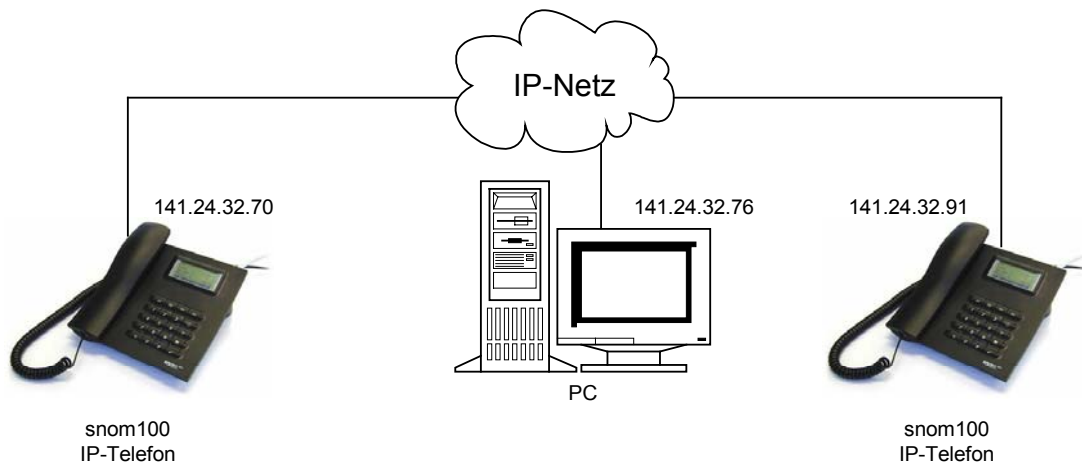 IP-Netz
141.24.32.70
141.24.32.76
141.24.32.91
PC
snom100
IP-Telefon
snom100
IP-Telefon